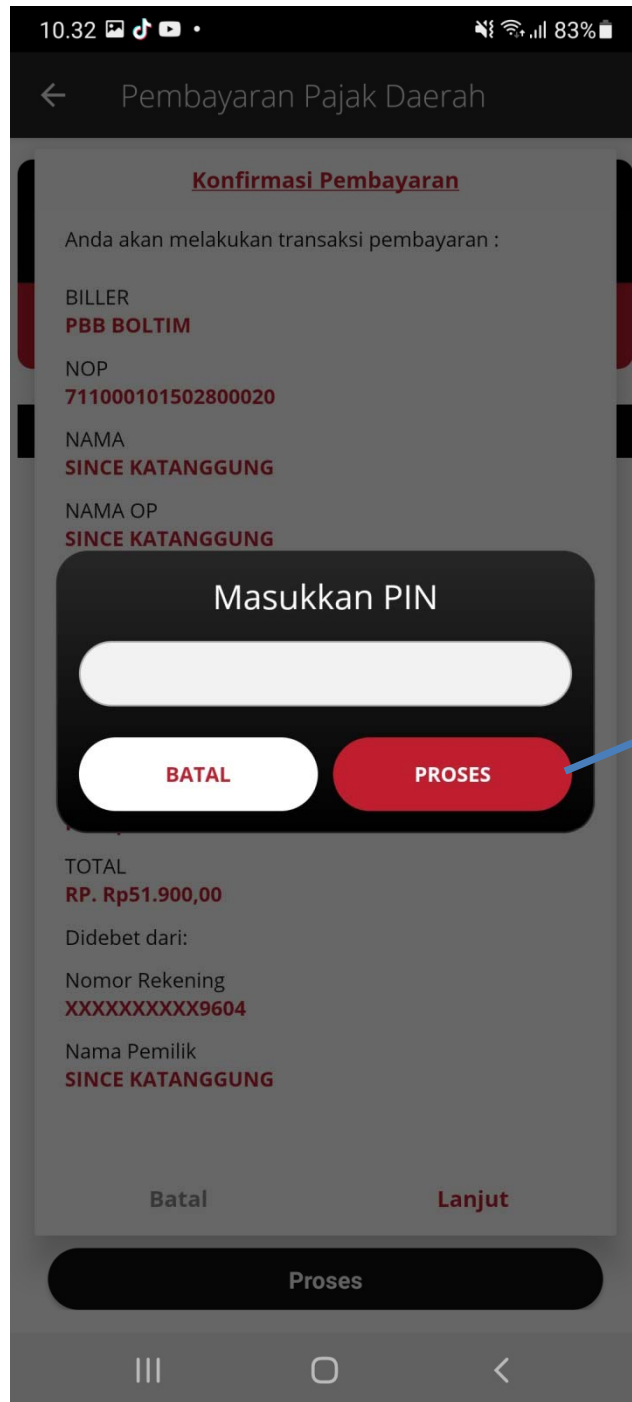 10.32
83%
Pembayaran Pajak Daerah
Konfirmasi Pembayaran
Anda akan melakukan transaksi pembayaran :
BILLER
PBB BOLTIM
NOP
711000101502800020
NAMA
SINCE KATANGGUNG
NAMA OP
SINCE KATANGGUNG
Masukkan PIN
BATAL
PROSES
TOTAL
RP. Rp51.900,00
Didebet dari:
Nomor Rekening
XXXXXXXXXX9604
Nama Pemilik
SINCE KATANGGUNG
Batal
Lanjut
Proses